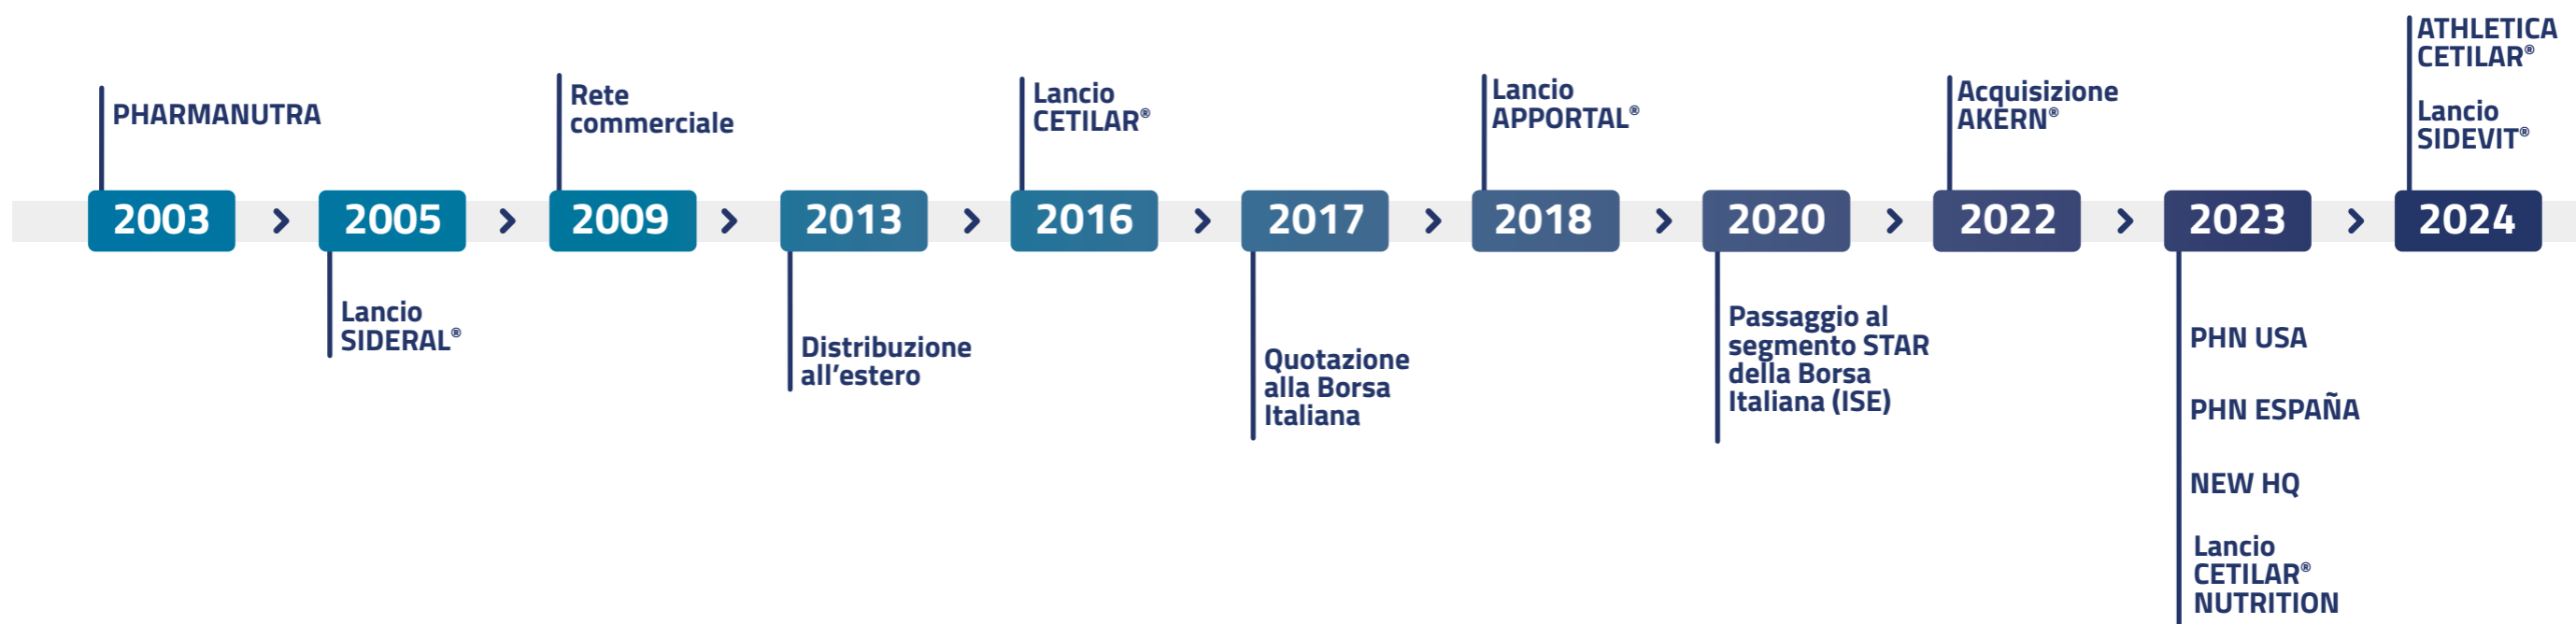 PHARMANUTRA
2003
2005
Lancio
SIDERAL®
Rete
commerciale
2009
2013
Distribuzione
all’estero
Lancio
CETILAR®
2016
2017
Quotazione
alla Borsa
Italiana
Lancio
APPORTAL®
2018
2020
Passaggio al
segmento STAR
della Borsa
Italiana (ISE)
Acquisizione
AKERN®
2022
2023
PHN USA
PHN ESPAÑA
NEW HQ
Lancio
CETILAR®
NUTRITION
ATHLETICA
CETILAR®
Lancio
SIDEVIT®
2024